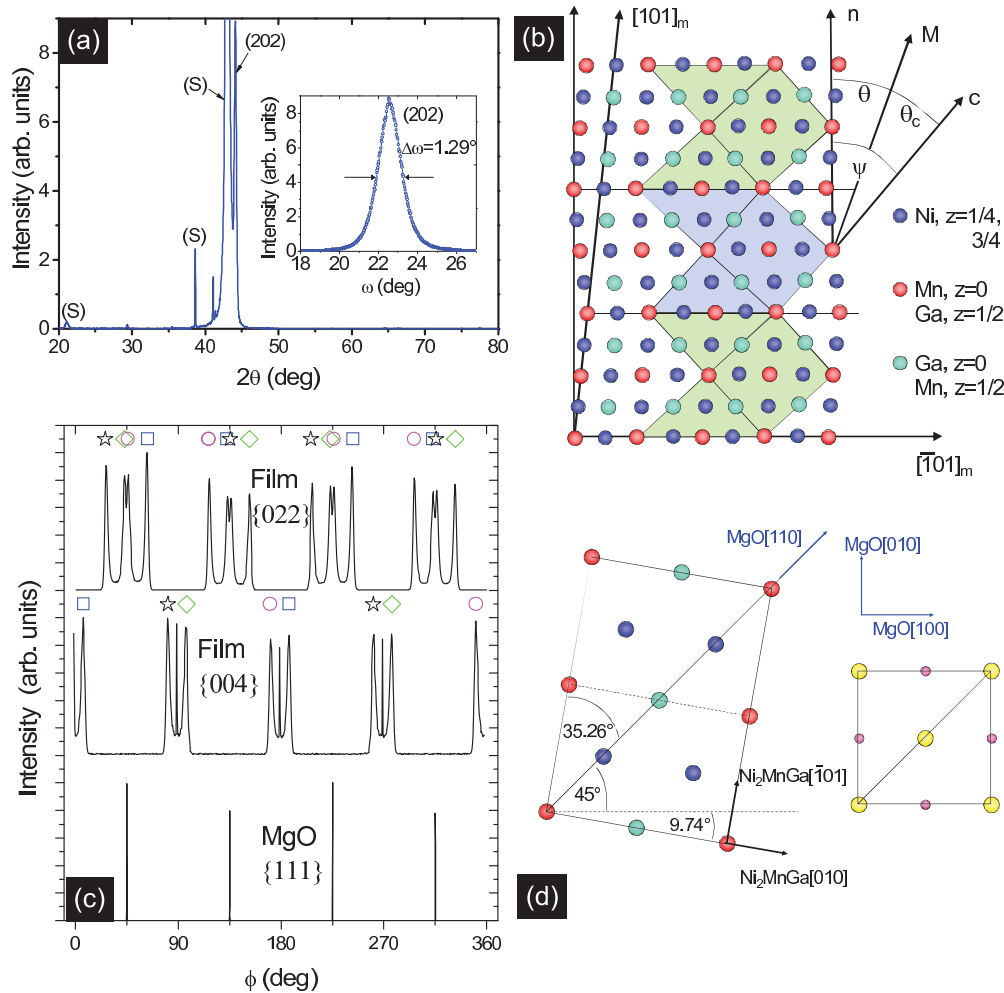 (a)
Intensity (arb. units)
8
6
4
2
0
(S)
(S)
(S)
(202)
20
30
40
50
60
70
80
2θ (deg)
Intensity (arb. units)
8
7
6
5
4
3
2
1
0
(202)
Δω=1.29°
18
20
22
24
26
ω (deg)
(b)
[101]m
n
M
c
θ
θc
ψ
Ni, z=1/4,
3/4
Mn, z=0
Ga, z=1/2
Ga, z=0
Mn, z=1/2
[1̄01]m
(c)
Intensity (arb. units)
Film
{022}
Film
{004}
MgO
{111}
0
90
180
270
360
ϕ (deg)
(d)
MgO[110]
MgO[010]
MgO[100]
35.26°
45°
9.74°
Ni₂MnGa[1̄01]
Ni₂MnGa[010]